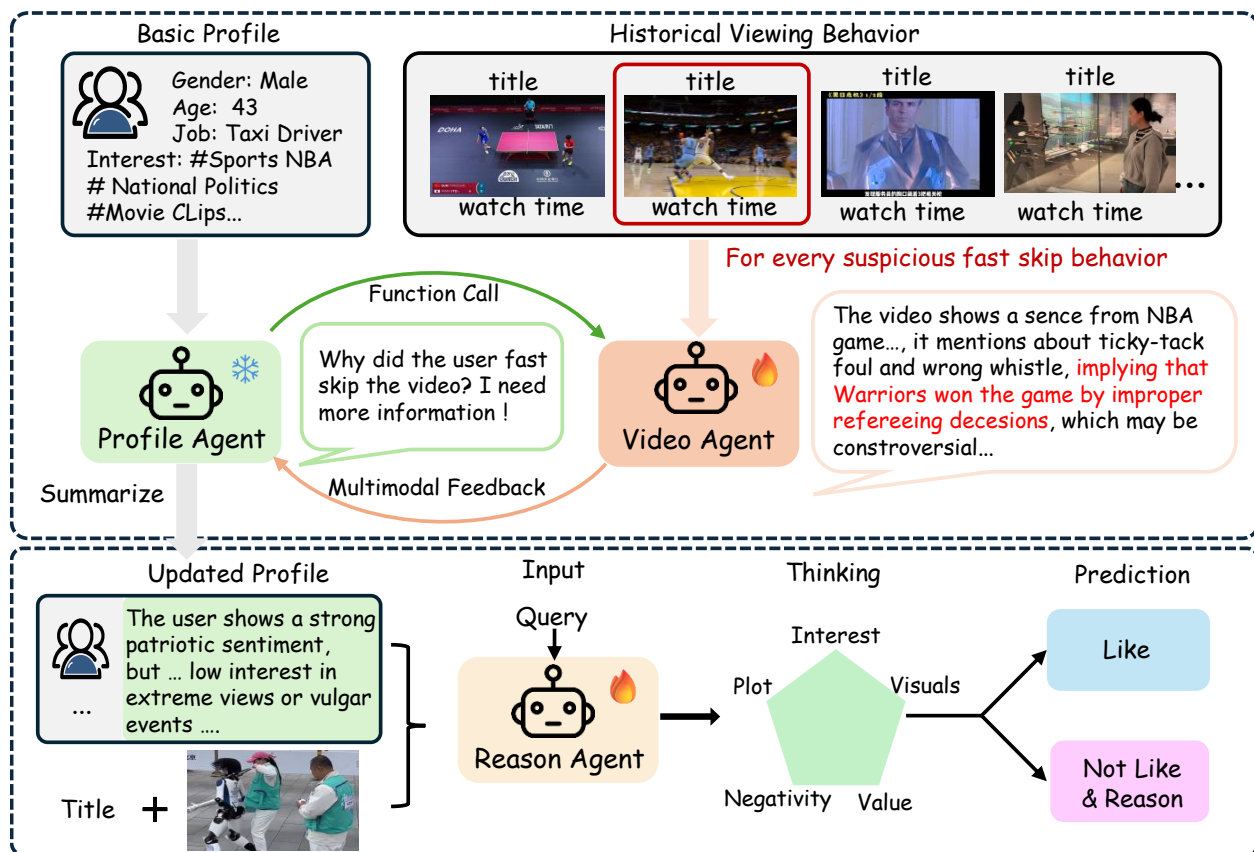 Basic Profile
Gender: Male
Age: 43
Job: Taxi Driver
Interest: #Sports NBA
# National Politics
#Movie CLips...
Historical Viewing Behavior
title
title
title
title
DOHA
watch time
watch time
watch time
watch time
...
For every suspicious fast skip behavior
Function Call
Why did the user fast
skip the video? I need
more information !
Profile Agent
Video Agent
Multimodal Feedback
The video shows a sence from NBA
game..., it mentions about ticky-tack
foul and wrong whistle, implying that
Warriors won the game by improper
refereeing decesions, which may be
constroversial...
Summarize
Updated Profile
The user shows a strong
patriotic sentiment,
but ... low interest in
extreme views or vulgar
events ....
...
Title +
Input
Query
Reason Agent
Thinking
Interest
Plot
Visuals
Negativity
Value
Prediction
Like
Not Like
& Reason